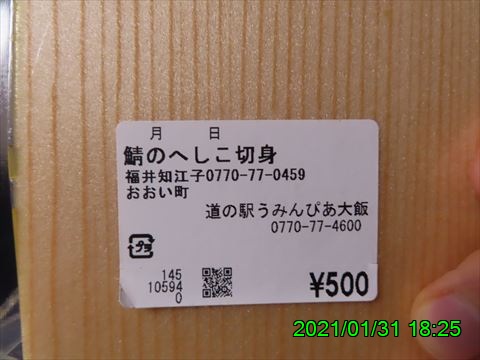 月 日
鯖のへしこ切身
福井知江子0770-77-0459
おおい町
道の駅うみんぴあ大飯
0770-77-4600
プラ
145
10594
0
¥500
2021/01/31 18:25